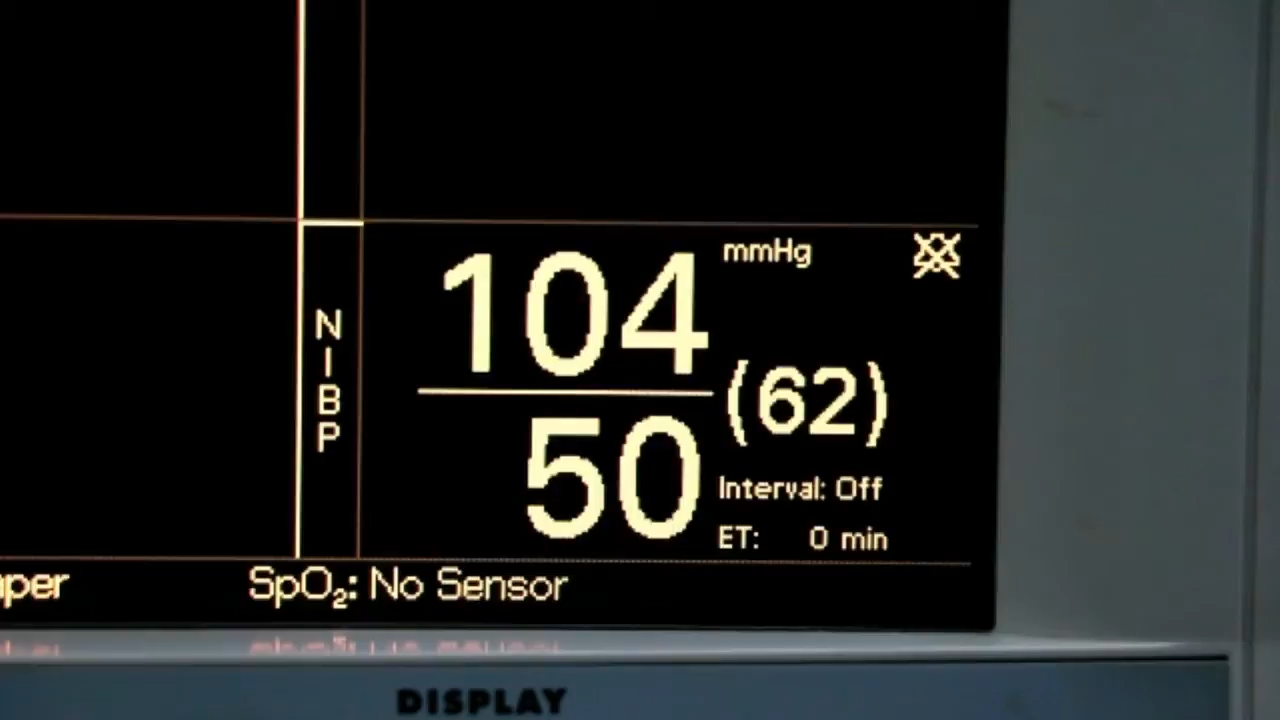 NIBP
104
mmHg
50
(62)
Interval: Off
ET: 0 min
SpO₂: No Sensor
DISPLAY